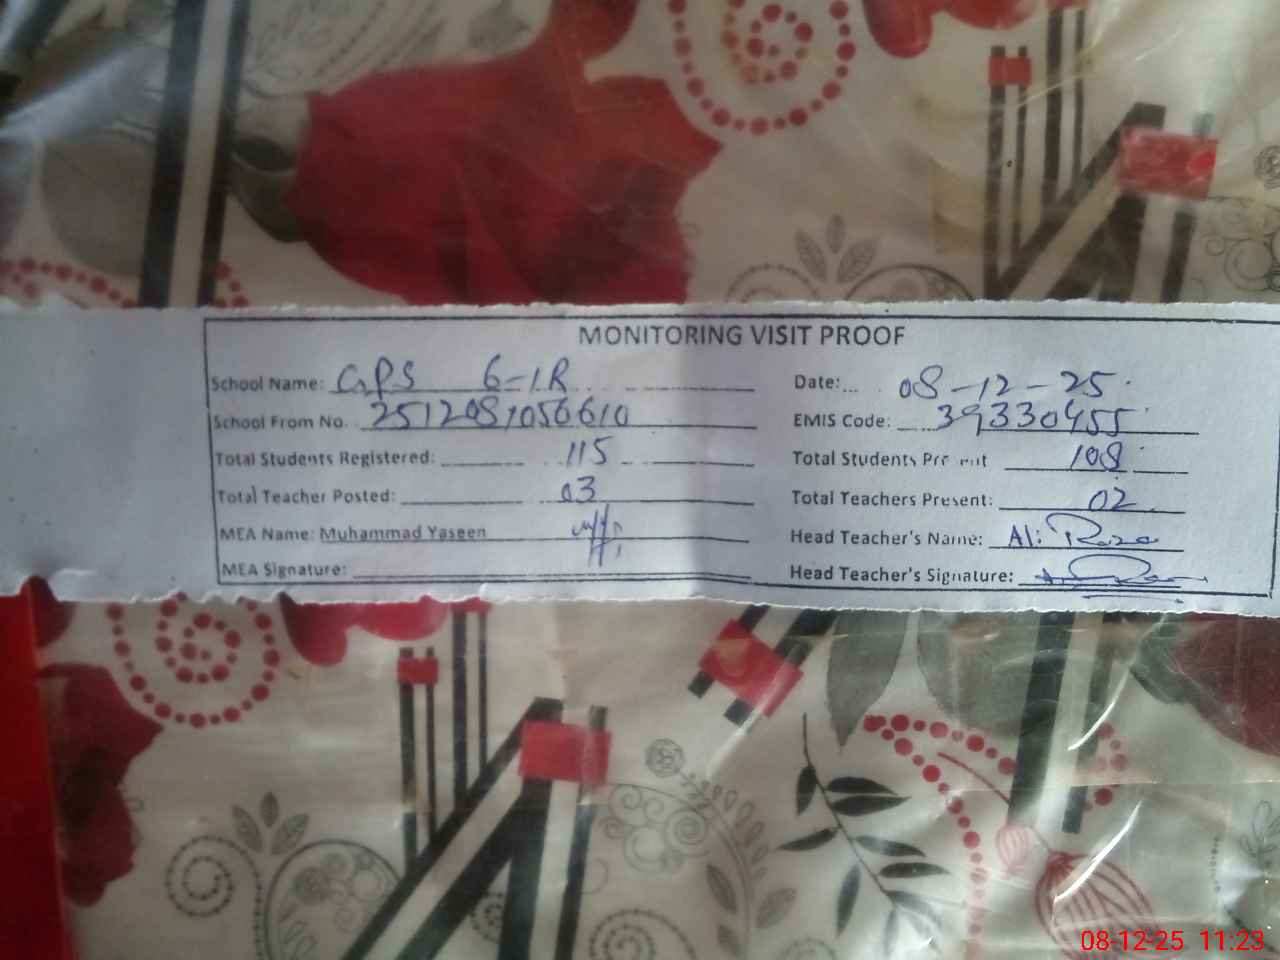 MONITORING VISIT PROOF
School Name: GPS 6-1R Date: 08-12-25
School From No. 2512081056610 EMIS Code: 39330455
Total Students Registered: 115 Total Students Present 108
Total Teacher Posted: 03 Total Teachers Present: 02
MEA Name: Muhammad Yaseen Head Teacher's Name: Ali Raza
MEA Signature: Head Teacher's Signature:
08-12-25 11:23